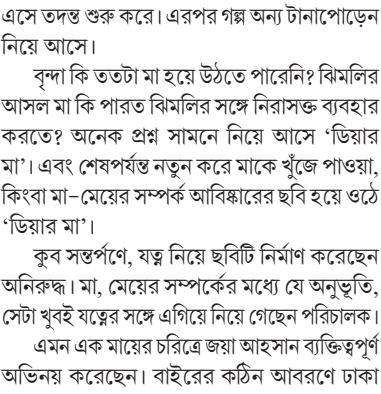 এসে তদন্ত শুরু করে। এরপর গল্প অন্য টানাপোড়েন
নিয়ে আসে।
বৃন্দা কি ততটা মা হয়ে উঠতে পারেনি? ঝিমলির
আসল মা কি পারত ঝিমলির সঙ্গে নিরাসক্ত ব্যবহার
করতে? অনেক প্রশ্ন সামনে নিয়ে আসে ‘ডিয়ার
মা’। এবং শেষপর্যন্ত নতুন করে মাকে খুঁজে পাওয়া,
কিংবা মা-মেয়ের সম্পর্ক আবিষ্কারের ছবি হয়ে ওঠে
‘ডিয়ার মা’।
কুব সন্তর্পণে, যত্ন নিয়ে ছবিটি নির্মাণ করেছেন
অনিরুদ্ধ। মা, মেয়ের সম্পর্কের মধ্যে যে অনুভূতি,
সেটা খুবই যত্নের সঙ্গে এগিয়ে নিয়ে গেছেন পরিচালক।
এমন এক মায়ের চরিত্রে জয়া আহসান ব্যক্তিত্বপূর্ণ
অভিনয় করেছেন। বাইরের কঠিন আবরণে ঢাকা